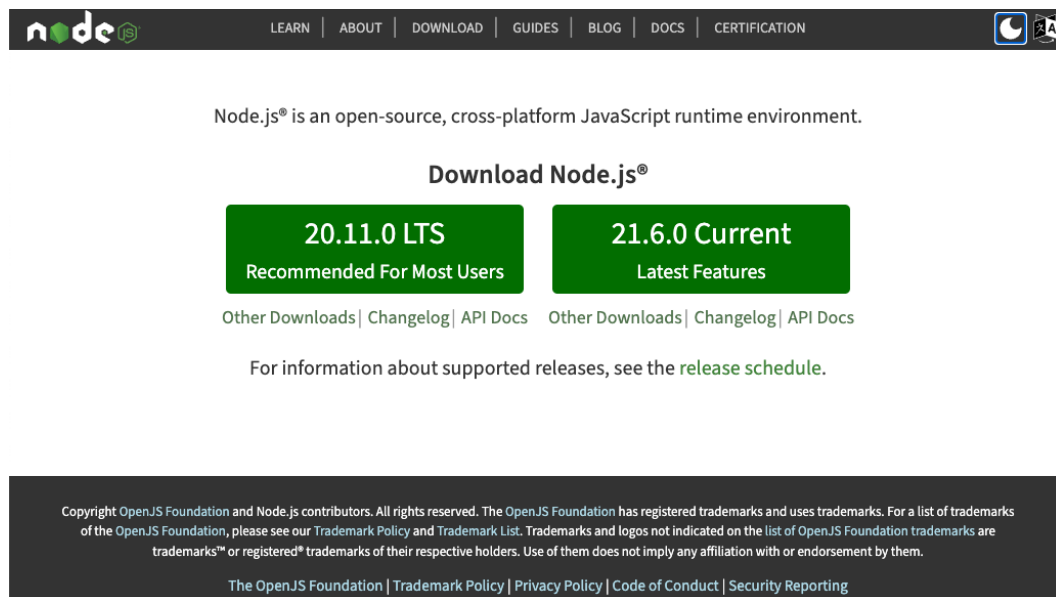 node JS
LEARN | ABOUT | DOWNLOAD | GUIDES | BLOG | DOCS | CERTIFICATION
Node.js® is an open-source, cross-platform JavaScript runtime environment.
Download Node.js®
20.11.0 LTS
Recommended For Most Users
21.6.0 Current
Latest Features
Other Downloads | Changelog | API Docs
Other Downloads | Changelog | API Docs
For information about supported releases, see the release schedule.
Copyright OpenJS Foundation and Node.js contributors. All rights reserved. The OpenJS Foundation has registered trademarks and uses trademarks. For a list of trademarks
of the OpenJS Foundation, please see our Trademark Policy and Trademark List. Trademarks and logos not indicated on the list of OpenJS Foundation trademarks are
trademarks™ or registered® trademarks of their respective holders. Use of them does not imply any affiliation with or endorsement by them.
The OpenJS Foundation | Trademark Policy | Privacy Policy | Code of Conduct | Security Reporting